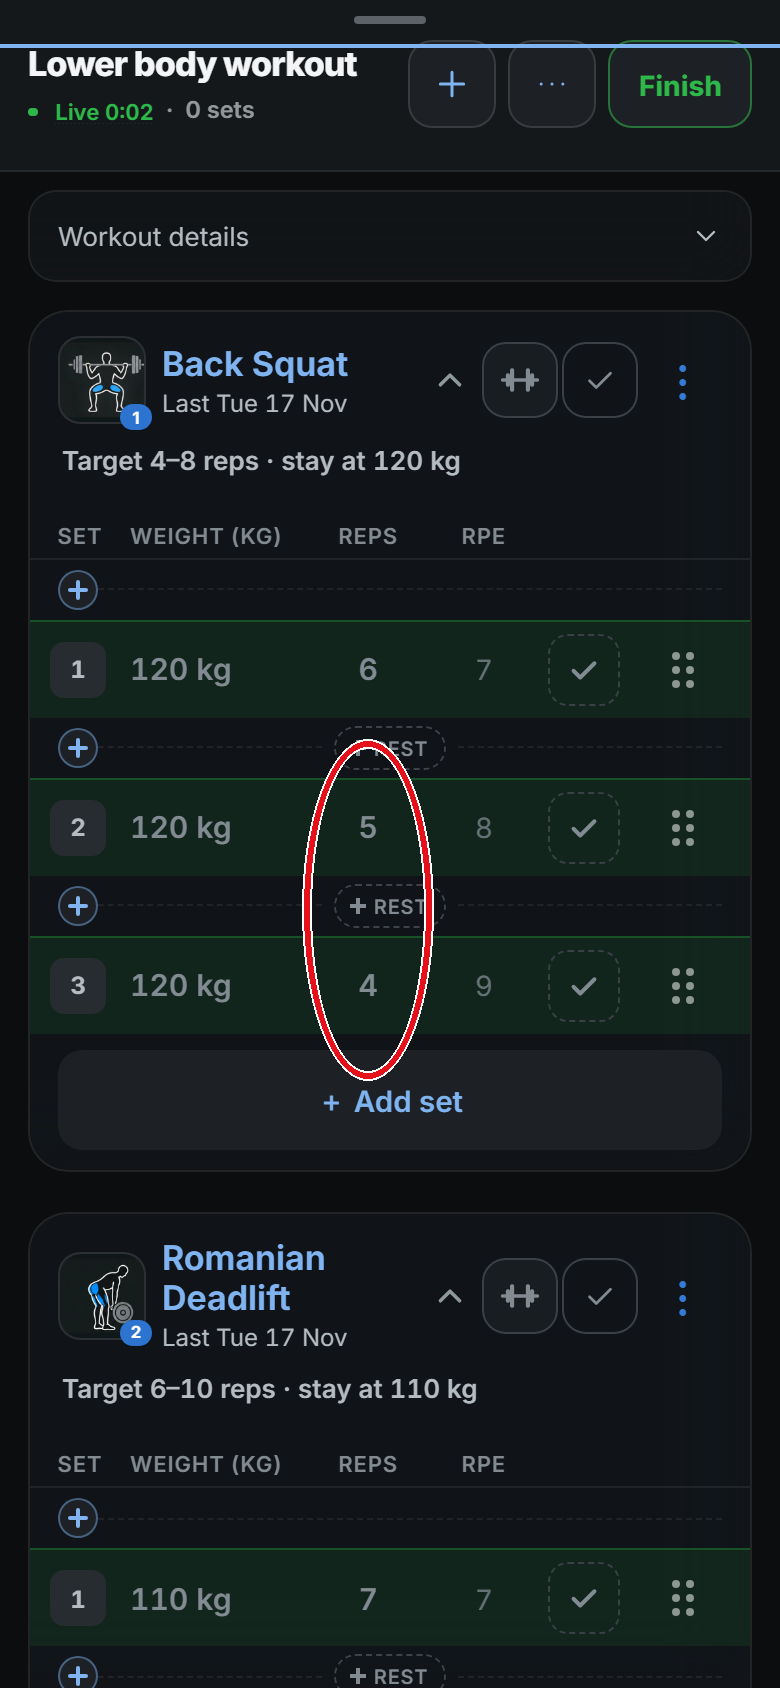 Lower body workout
Live 0:02 · 0 sets
+
...
Finish
Workout details
1
Back Squat
Last Tue 17 Nov
Target 4–8 reps · stay at 120 kg
SET WEIGHT (KG) REPS RPE
1 120 kg 6 7
+ REST
2 120 kg 5 8
+ REST
3 120 kg 4 9
+ Add set
2
Romanian
Deadlift
Last Tue 17 Nov
Target 6–10 reps · stay at 110 kg
SET WEIGHT (KG) REPS RPE
1 110 kg 7 7
+ REST